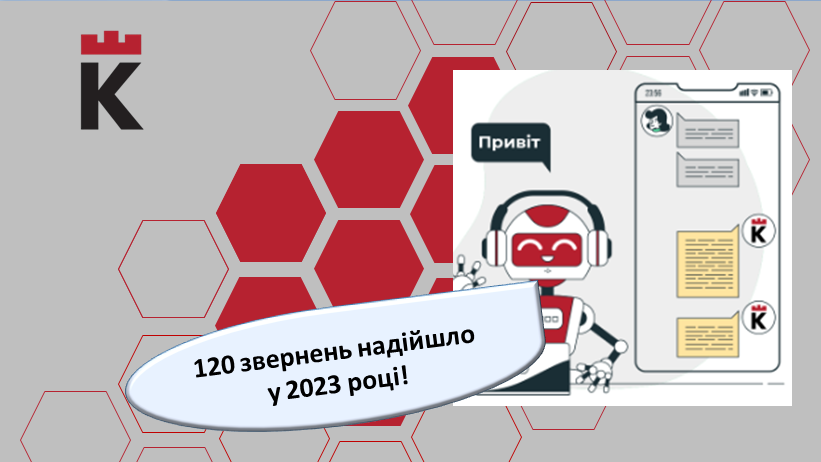 K
23:56
Привіт
K
K
120 звернень надійшло
у 2023 році!